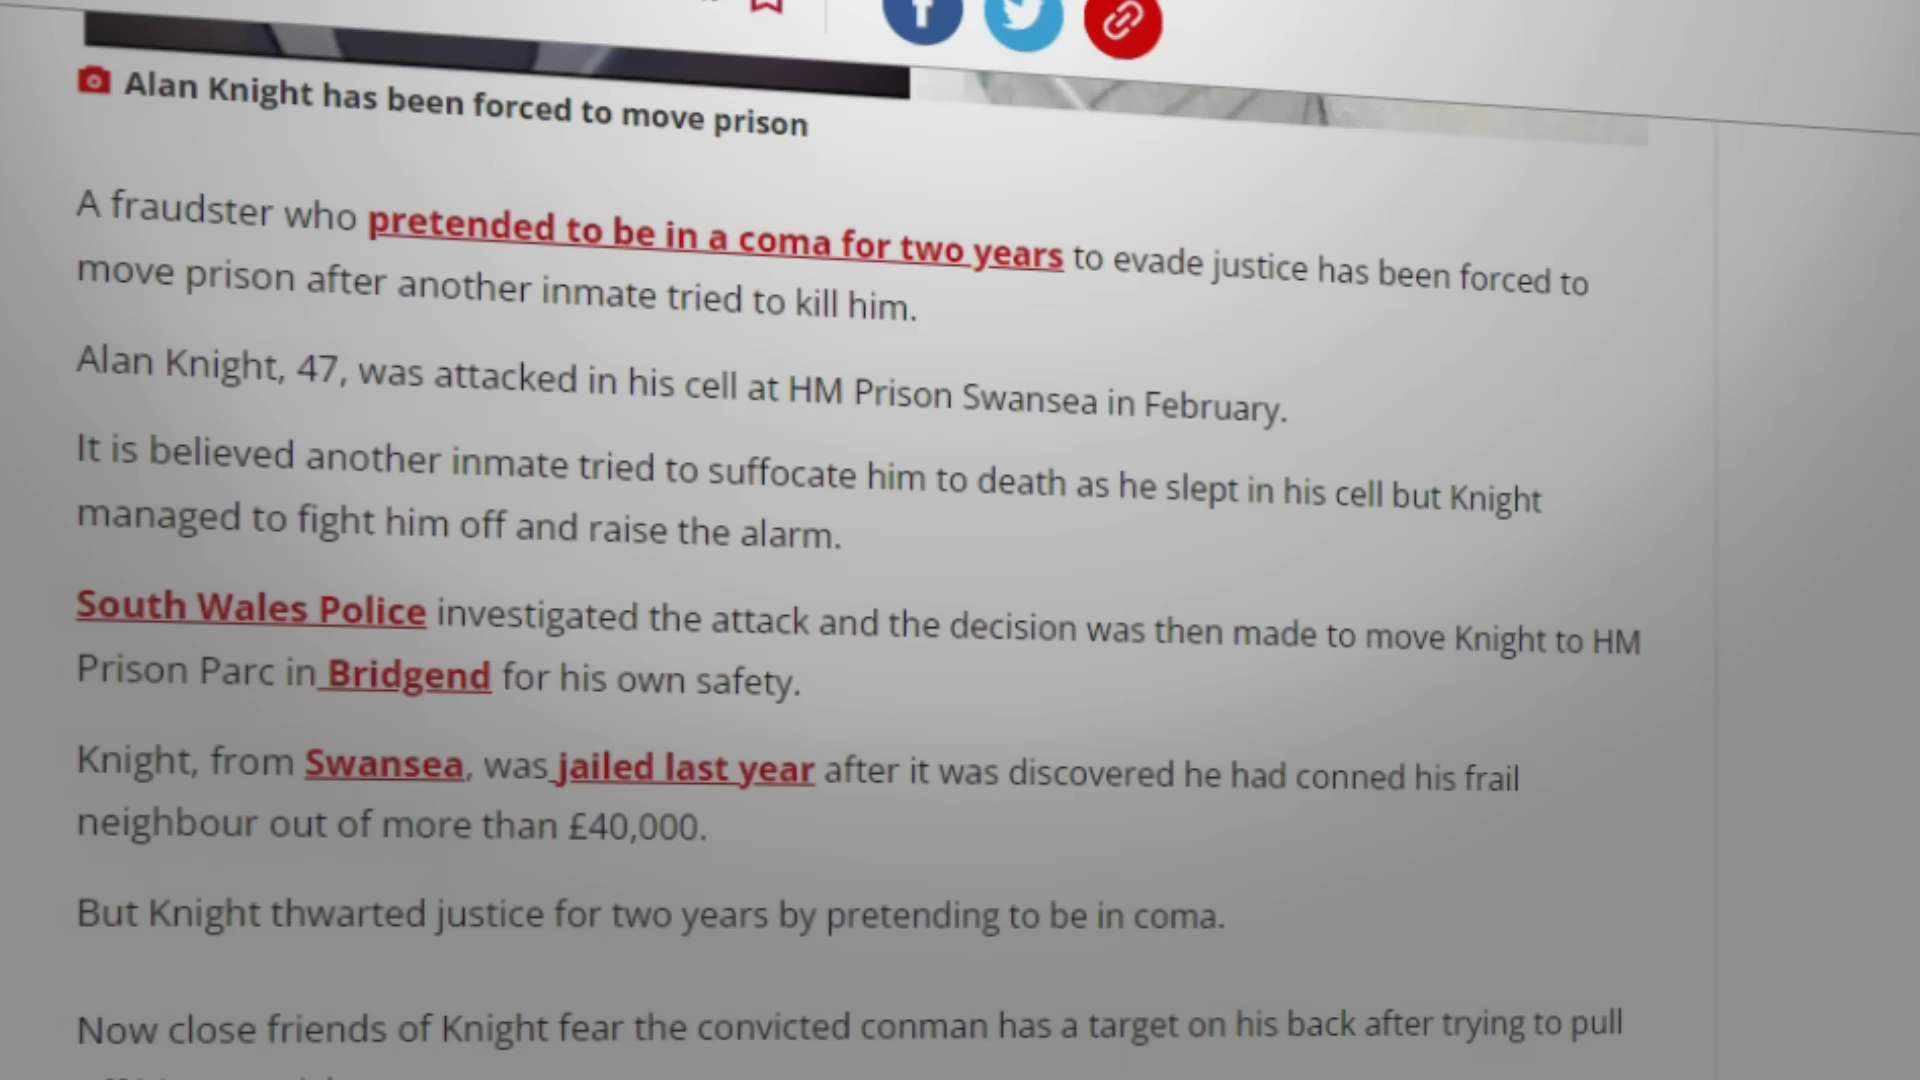 Alan Knight has been forced to move prison
A fraudster who pretended to be in a coma for two years to evade justice has been forced to
move prison after another inmate tried to kill him.
Alan Knight, 47, was attacked in his cell at HM Prison Swansea in February.
It is believed another inmate tried to suffocate him to death as he slept in his cell but Knight
managed to fight him off and raise the alarm.
South Wales Police investigated the attack and the decision was then made to move Knight to HM
Prison Parc in Bridgend for his own safety.
Knight, from Swansea, was jailed last year after it was discovered he had conned his frail
neighbour out of more than £40,000.
But Knight thwarted justice for two years by pretending to be in coma.
Now close friends of Knight fear the convicted conman has a target on his back after trying to pull